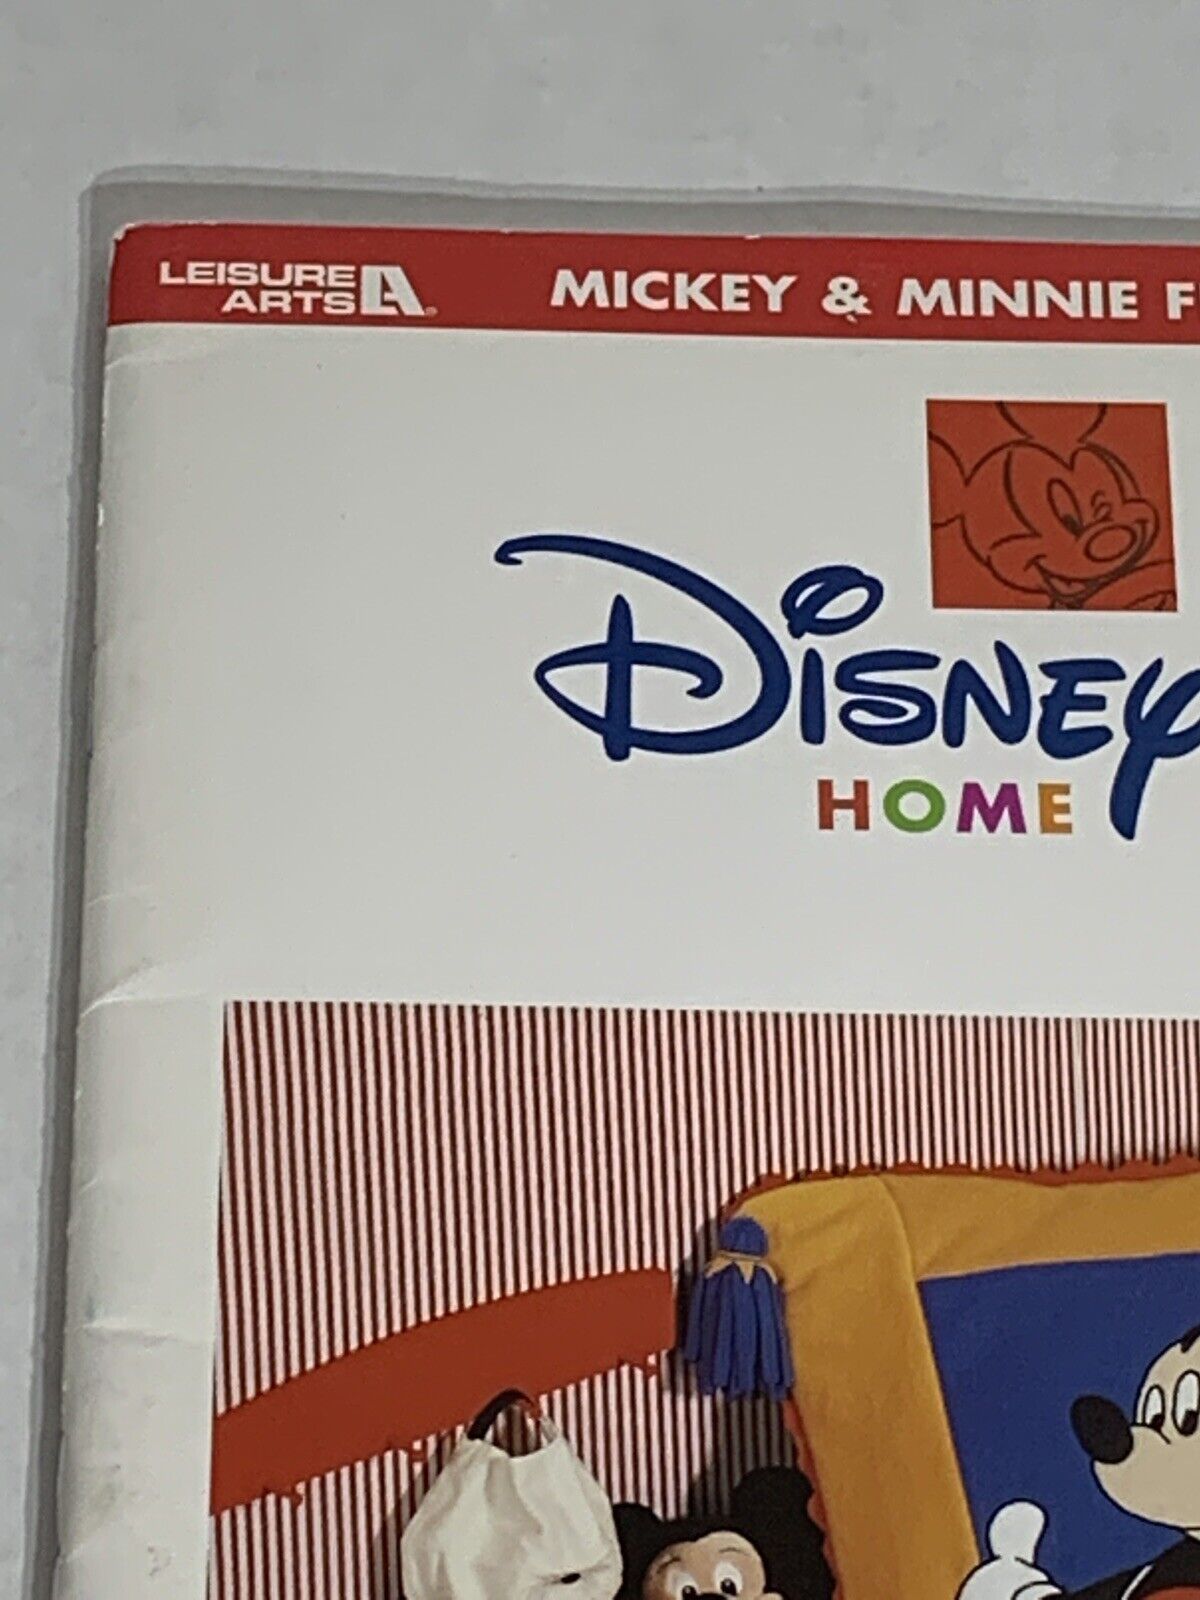 LEISURE
ARTS
MICKEY & MINNIE F
DISNEY
HOME